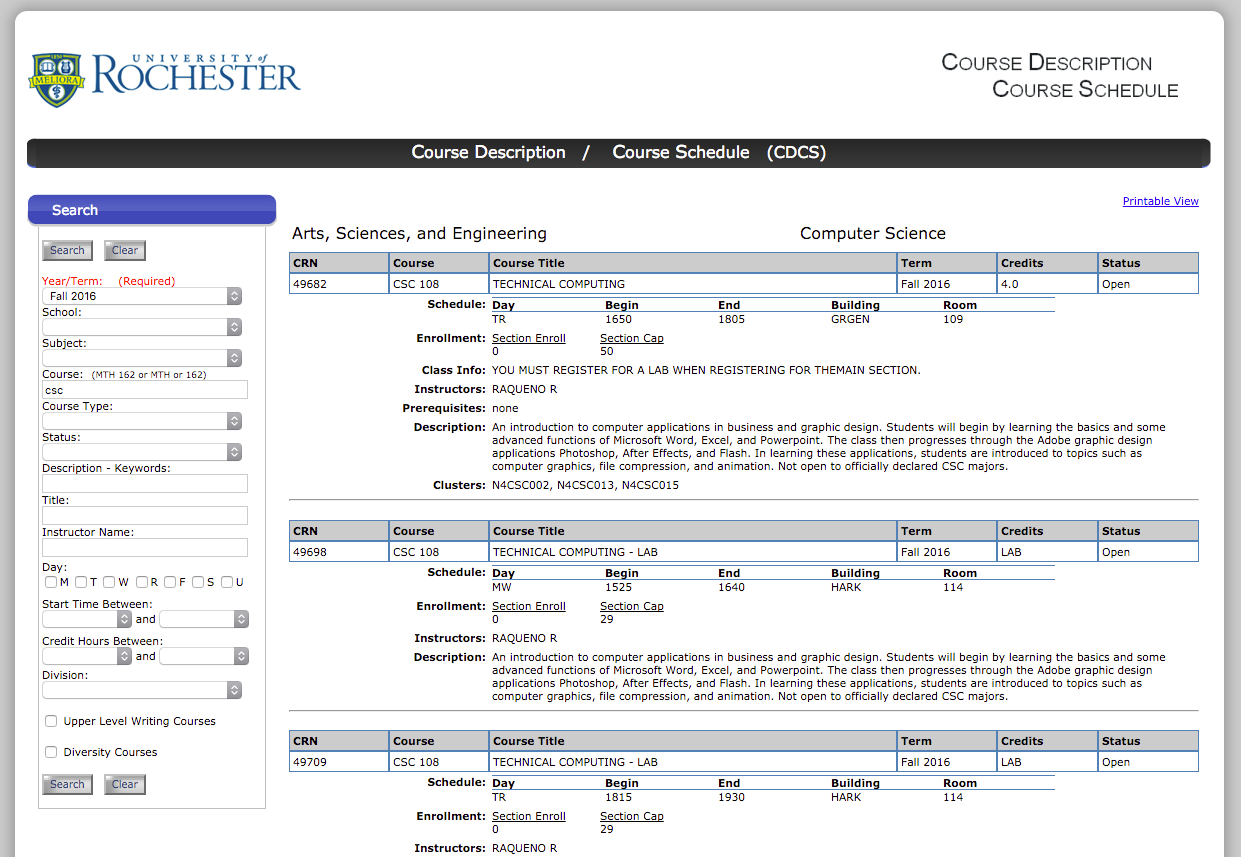 MELIORA
UNIVERSITY of
ROCHESTER
COURSE DESCRIPTION
COURSE SCHEDULE
Course Description / Course Schedule (CDCS)
Search
Search Clear
Year/Term: (Required)
Fall 2016
School:
Subject:
Course: (MTH 162 or MTH or 162)
csc
Course Type:
Status:
Description - Keywords:
Title:
Instructor Name:
Day:
M T W R F S U
Start Time Between:
and
Credit Hours Between:
and
Division:
Upper Level Writing Courses
Diversity Courses
Search Clear
Printable View
Arts, Sciences, and Engineering Computer Science
CRN Course Course Title Term Credits Status
49682 CSC 108 TECHNICAL COMPUTING Fall 2016 4.0 Open
Schedule: Day Begin End Building Room
TR 1650 1805 GRGEN 109
Enrollment: Section Enroll Section Cap
0 50
Class Info: YOU MUST REGISTER FOR A LAB WHEN REGISTERING FOR THEMAIN SECTION.
Instructors: RAQUENO R
Prerequisites: none
Description: An introduction to computer applications in business and graphic design. Students will begin by learning the basics and some
advanced functions of Microsoft Word, Excel, and Powerpoint. The class then progresses through the Adobe graphic design
applications Photoshop, After Effects, and Flash. In learning these applications, students are introduced to topics such as
computer graphics, file compression, and animation. Not open to officially declared CSC majors.
Clusters: N4CSC002, N4CSC013, N4CSC015
CRN Course Course Title Term Credits Status
49698 CSC 108 TECHNICAL COMPUTING - LAB Fall 2016 LAB Open
Schedule: Day Begin End Building Room
MW 1525 1640 HARK 114
Enrollment: Section Enroll Section Cap
0 29
Instructors: RAQUENO R
Description: An introduction to computer applications in business and graphic design. Students will begin by learning the basics and some
advanced functions of Microsoft Word, Excel, and Powerpoint. The class then progresses through the Adobe graphic design
applications Photoshop, After Effects, and Flash. In learning these applications, students are introduced to topics such as
computer graphics, file compression, and animation. Not open to officially declared CSC majors.
CRN Course Course Title Term Credits Status
49709 CSC 108 TECHNICAL COMPUTING - LAB Fall 2016 LAB Open
Schedule: Day Begin End Building Room
TR 1815 1930 HARK 114
Enrollment: Section Enroll Section Cap
0 29
Instructors: RAQUENO R